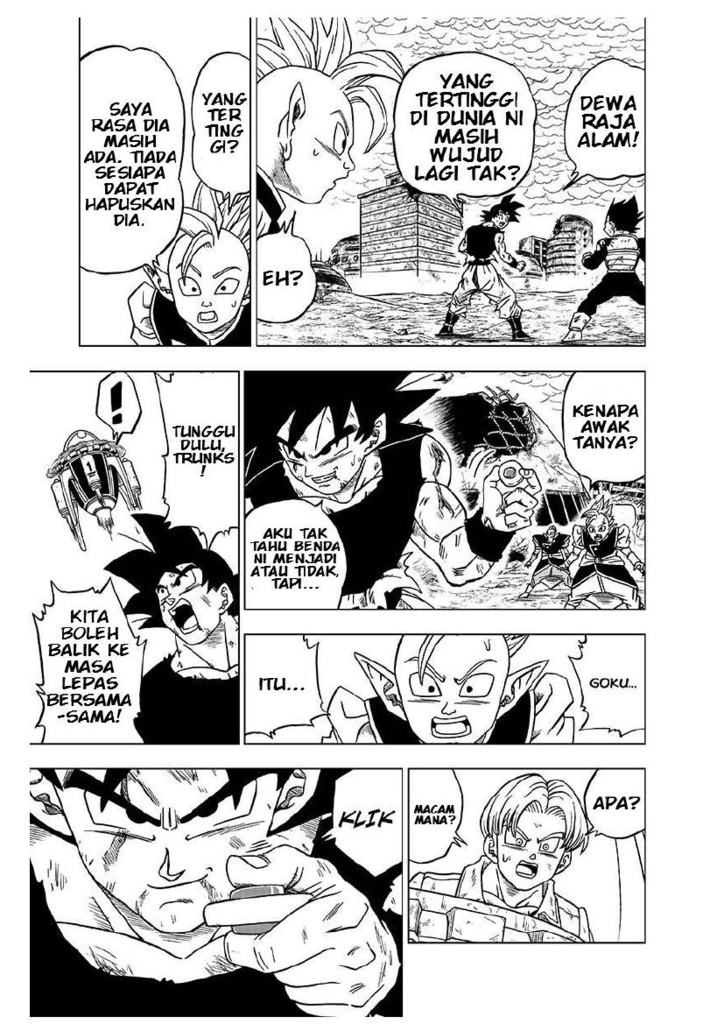 DEWA
RAJA
ALAM!
YANG
TERTINGGI
DI DUNIA NI
MASIH
WUJUD
LAGI TAK?
EH?
YANG
TER
TING
GI?
SAYA
RASA DIA
MASIH
ADA. TIADA
SESIAPA
DAPAT
HAPUSKAN
DIA.
KENAPA
AWAK
TANYA?
AKU TAK
TAHU BENDA
NI MENJADI
ATAU TIDAK,
TAPI...
TUNGGU
DULU,
TRUNKS
!
!
1
KITA
BOLEH
BALIK KE
MASA
LEPAS
BERSAMA
-SAMA!
GOKU...
ITU...
APA?
MACAM
MANA?
KLIK